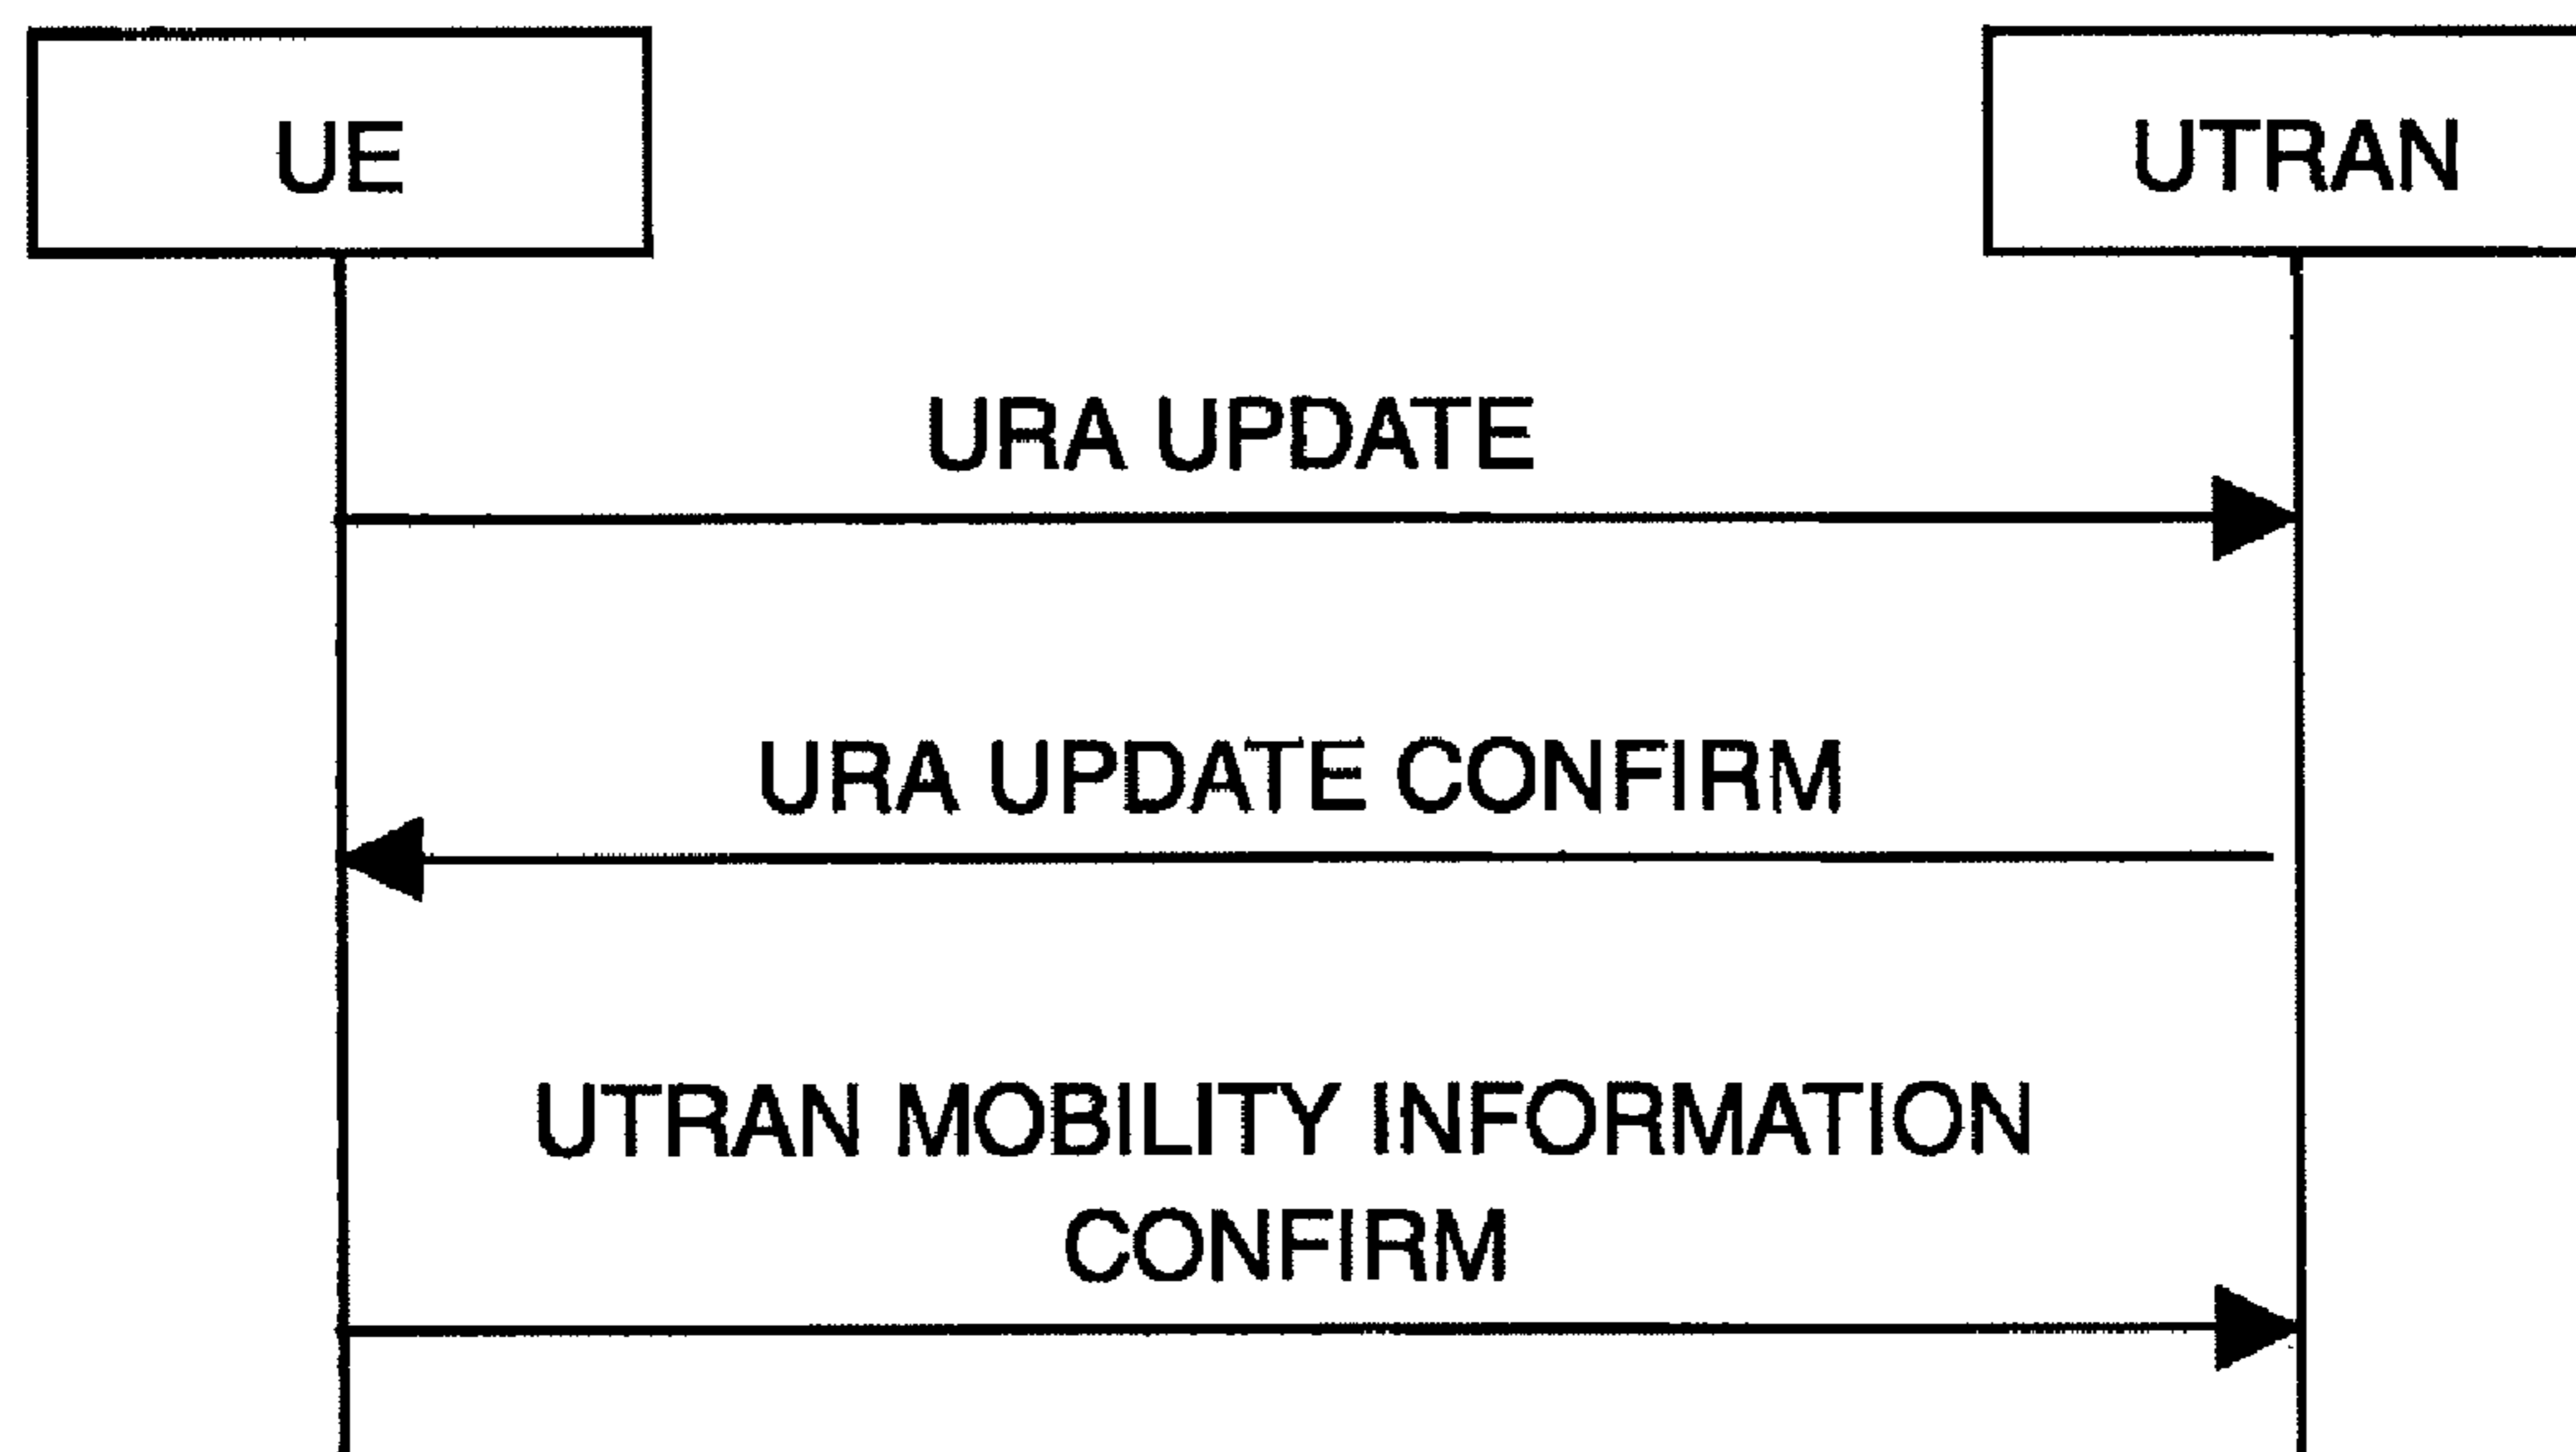 UE
UTRAN
URA UPDATE
URA UPDATE CONFIRM
UTRAN MOBILITY INFORMATION
CONFIRM